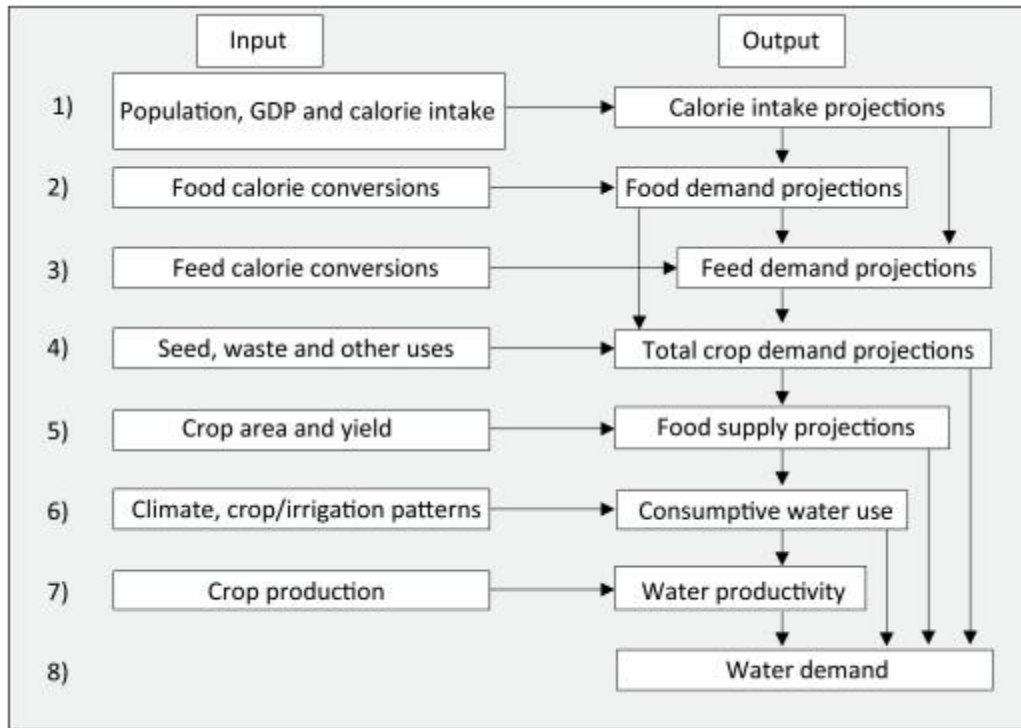 Input
Output
1)
Population, GDP and calorie intake
Calorie intake projections
2)
Food calorie conversions
Food demand projections
3)
Feed calorie conversions
Feed demand projections
4)
Seed, waste and other uses
Total crop demand projections
5)
Crop area and yield
Food supply projections
6)
Climate, crop/irrigation patterns
Consumptive water use
7)
Crop production
Water productivity
8)
Water demand